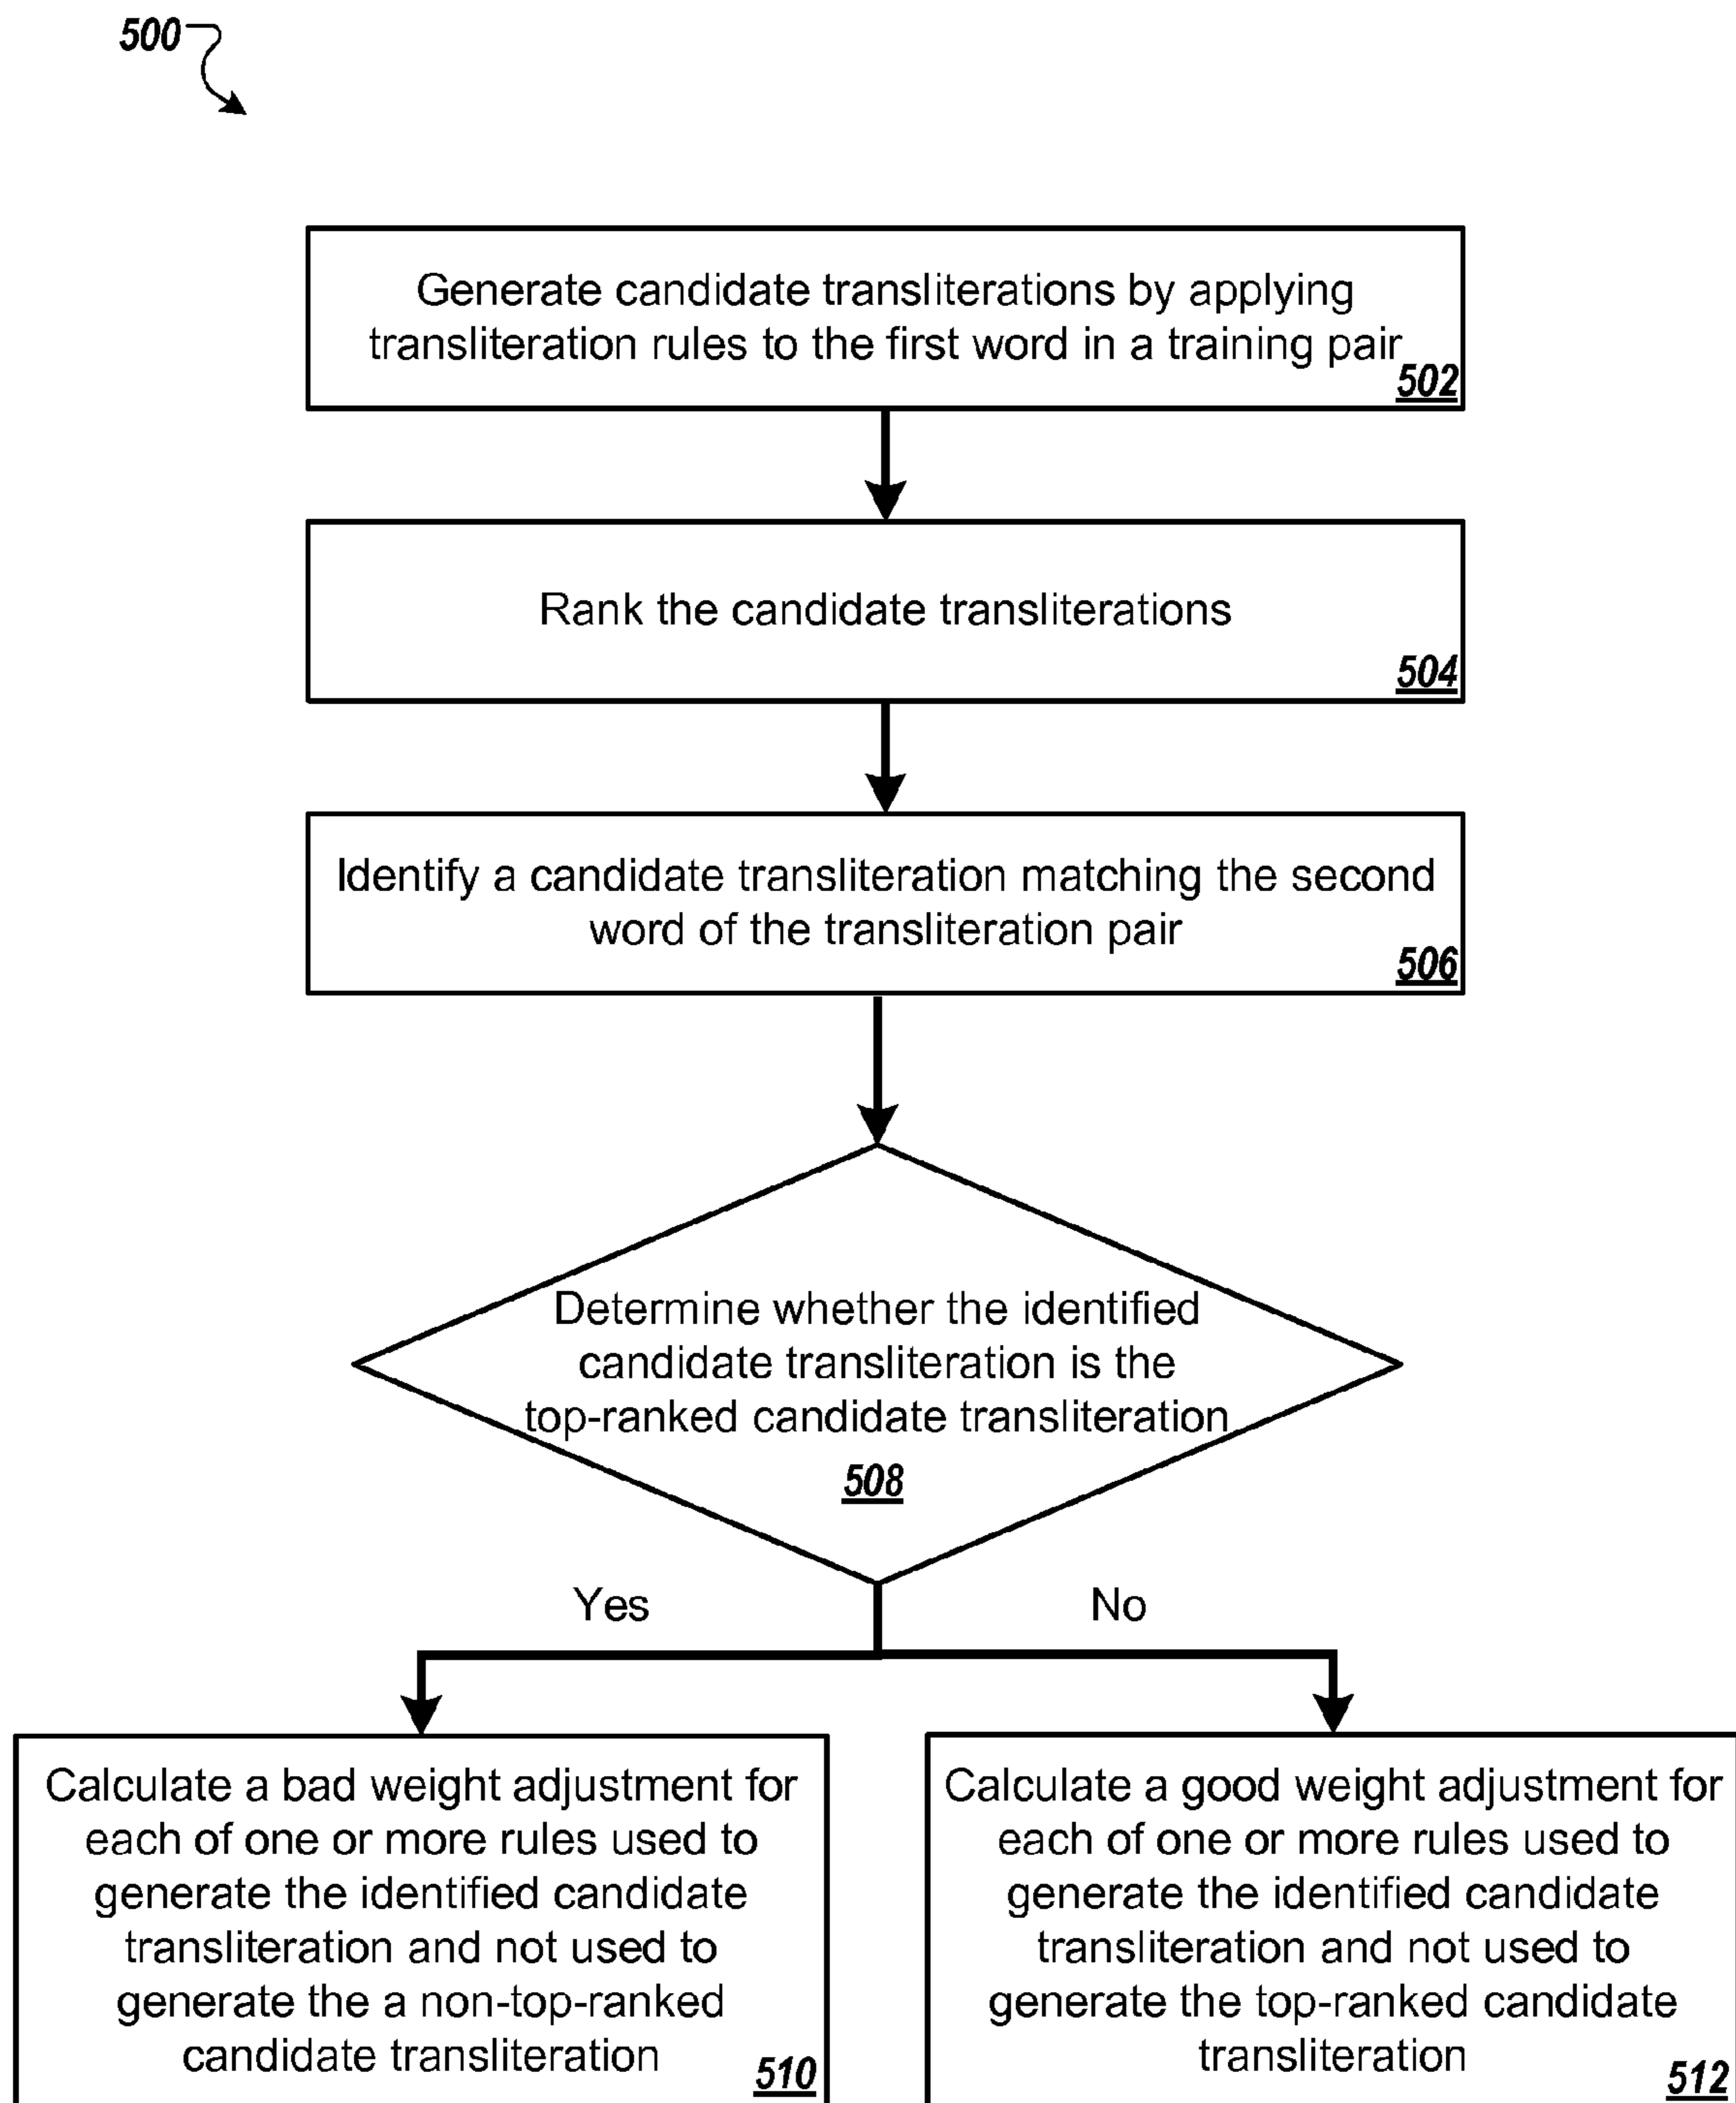 500
Generate candidate transliterations by applying
transliteration rules to the first word in a training pair
502
Rank the candidate transliterations
504
Identify a candidate transliteration matching the second
word of the transliteration pair
506
Determine whether the identified
candidate transliteration is the
top-ranked candidate transliteration
508
Yes
No
Calculate a bad weight adjustment for
each of one or more rules used to
generate the identified candidate
transliteration and not used to
generate the a non-top-ranked
candidate transliteration
510
Calculate a good weight adjustment for
each of one or more rules used to
generate the identified candidate
transliteration and not used to
generate the top-ranked candidate
transliteration
512